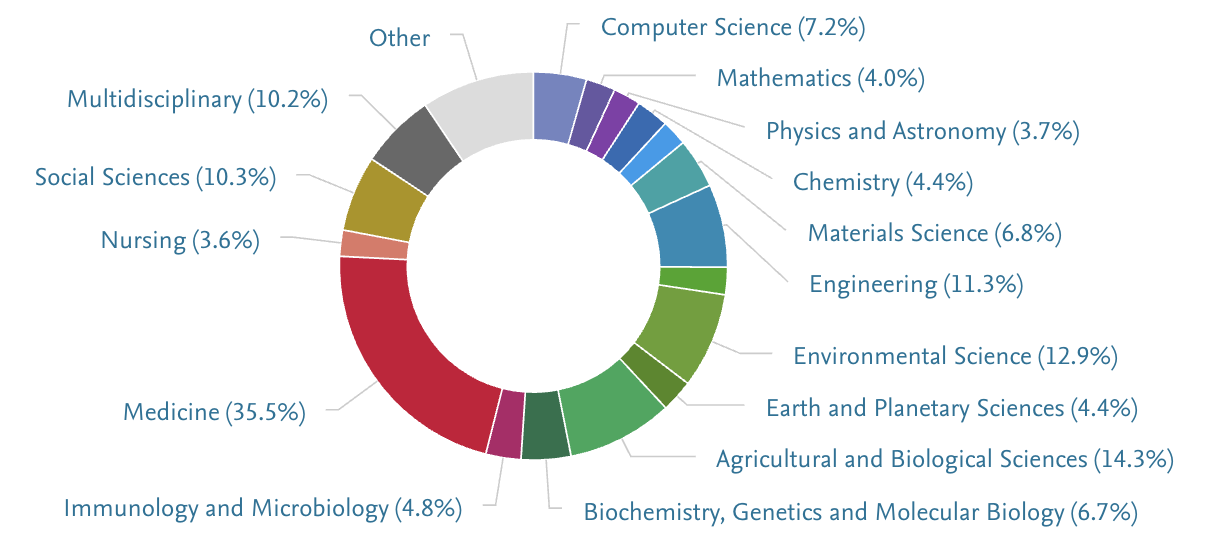 Computer Science (7.2%)
Other
Mathematics (4.0%)
Multidisciplinary (10.2%)
Physics and Astronomy (3.7%)
Social Sciences (10.3%)
Chemistry (4.4%)
Materials Science (6.8%)
Nursing (3.6%)
Engineering (11.3%)
Environmental Science (12.9%)
Medicine (35.5%)
Earth and Planetary Sciences (4.4%)
Agricultural and Biological Sciences (14.3%)
Immunology and Microbiology (4.8%)
Biochemistry, Genetics and Molecular Biology (6.7%)